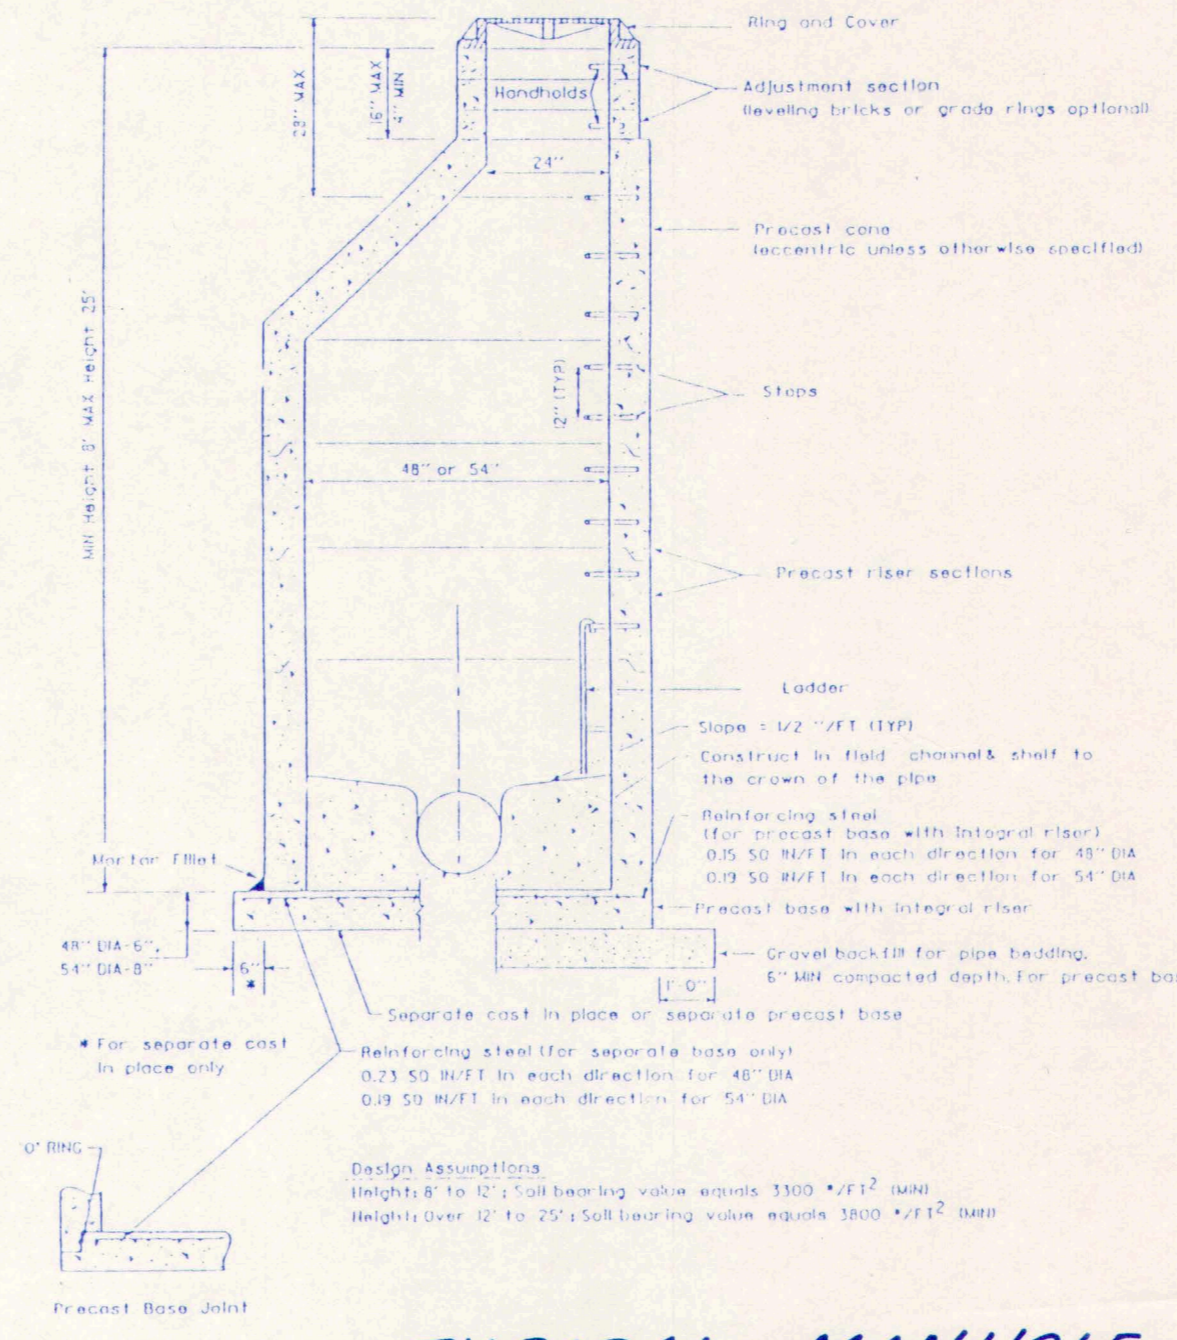 Ring and Cover
28" MAX
16" MAX
4" MIN
Handholds
Adjustment section
(leveling bricks or grade rings optional)
24"
Precast cone
(eccentric unless otherwise specified)
MIN Height 8' MAX Height 25'
12" (TYP)
Steps
48" or 54"
Precast riser sections
Ladder
Slope = 1/2 "/FT (TYP)
Construct in field channel & shelf to
the crown of the pipe
Reinforcing steel
(for precast base with integral riser)
0.15 SQ IN/FT in each direction for 48" DIA
0.19 SQ IN/FT in each direction for 54" DIA
Mortar Fillet
Precast base with integral riser
48" DIA-6",
54" DIA-8"
6"
*
Gravel backfill for pipe bedding,
6" MIN compacted depth, For precast
1'-0"
Separate cast in place or separate precast base
* For separate cast
in place only
Reinforcing steel (for separate base only)
0.23 SQ IN/FT in each direction for 48" DIA
0.19 SQ IN/FT in each direction for 54" DIA
'O' RING
Design Assumptions
Height: 8' to 12' ; Soil bearing value equals 3300 */FT2 (MIN)
Height: Over 12' to 25' ; Soil bearing value equals 3800 */FT2 (MIN)
Precast Base Joint
MANHOLE